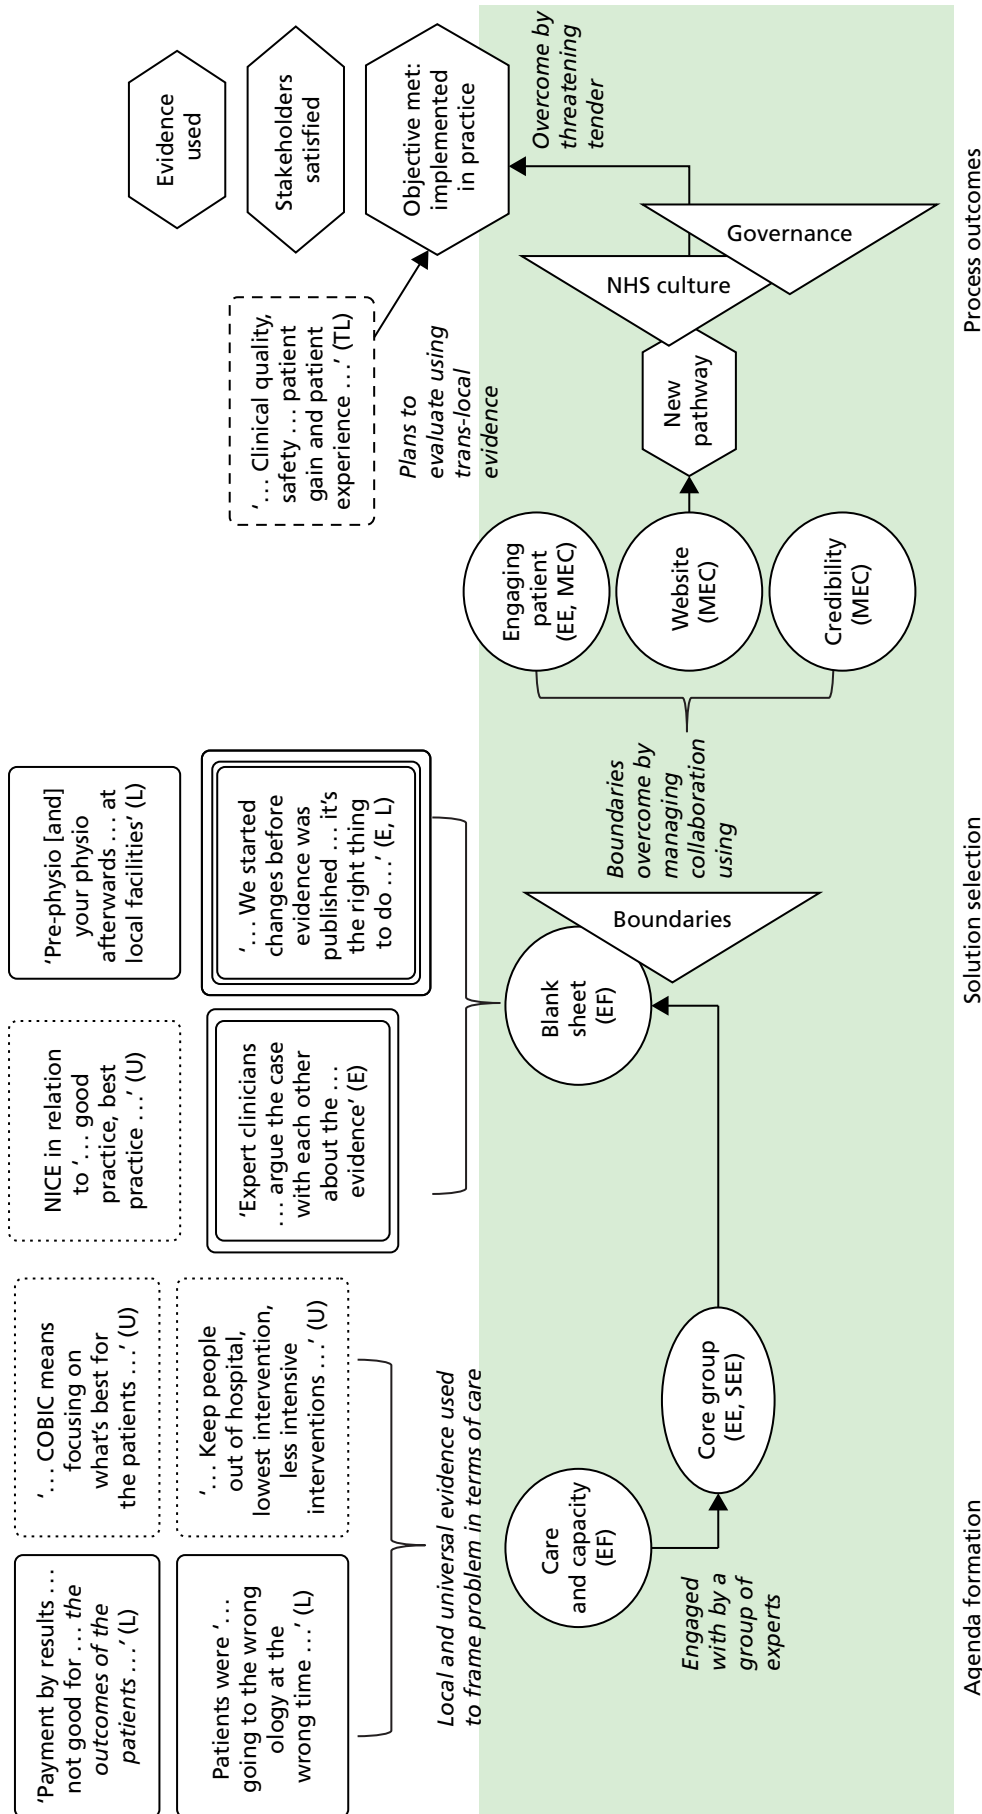 'Payment by results …
not good for … the
outcomes of the
patients …' (L)
'… COBIC means
focusing on
what's best for
the patients …' (U)
Patients were '…
going to the wrong
ology at the
wrong time …' (L)
'… Keep people
out of hospital,
lowest intervention,
less intensive
interventions …' (U)
Local and universal evidence used
to frame problem in terms of care
Care
and capacity
(EF)
Engaged
with by a
group of
experts
Core group
(EE, SEE)
Agenda formation
NICE in relation
to '… good
practice, best
practice …' (U)
'Pre-physio [and]
your physio
afterwards … at
local facilities' (L)
'Expert clinicians
… argue the case
with each other
about the …
evidence' (E)
'… We started
changes before
evidence was
published … it's
the right thing
to do …' (E, L)
Blank
sheet
(EF)
Boundaries
Boundaries
overcome by
managing
collaboration
using
Solution selection
Engaging
patient
(EE, MEC)
Website
(MEC)
Credibility
(MEC)
New
pathway
NHS culture
Governance
'… Clinical quality,
safety … patient
gain and patient
experience …' (TL)
Plans to
evaluate using
trans-local
evidence
Evidence
used
Stakeholders
satisfied
Objective met:
implemented
in practice
Overcome by
threatening
tender
Process outcomes